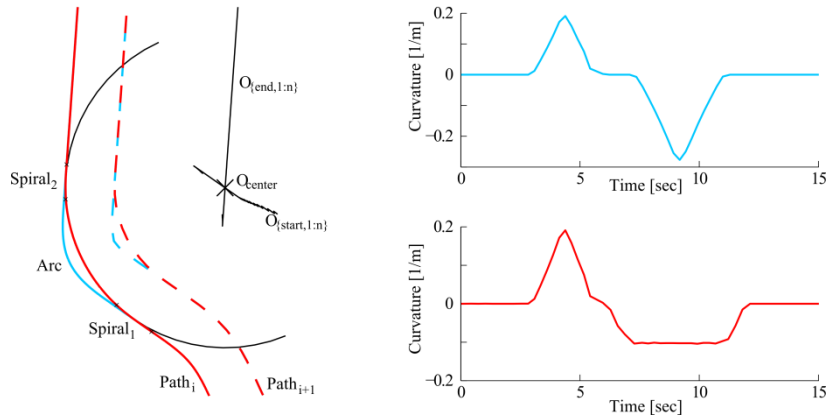 O{end,1:n}
Spiral2
Ocenter
O{start,1:n}
Arc
Spiral1
Pathi
Pathi+1
Curvature [1/m]
0.2
0
−0.2
0
5
10
15
Time [sec]
Curvature [1/m]
0.2
0
−0.2
0
5
10
15
Time [sec]